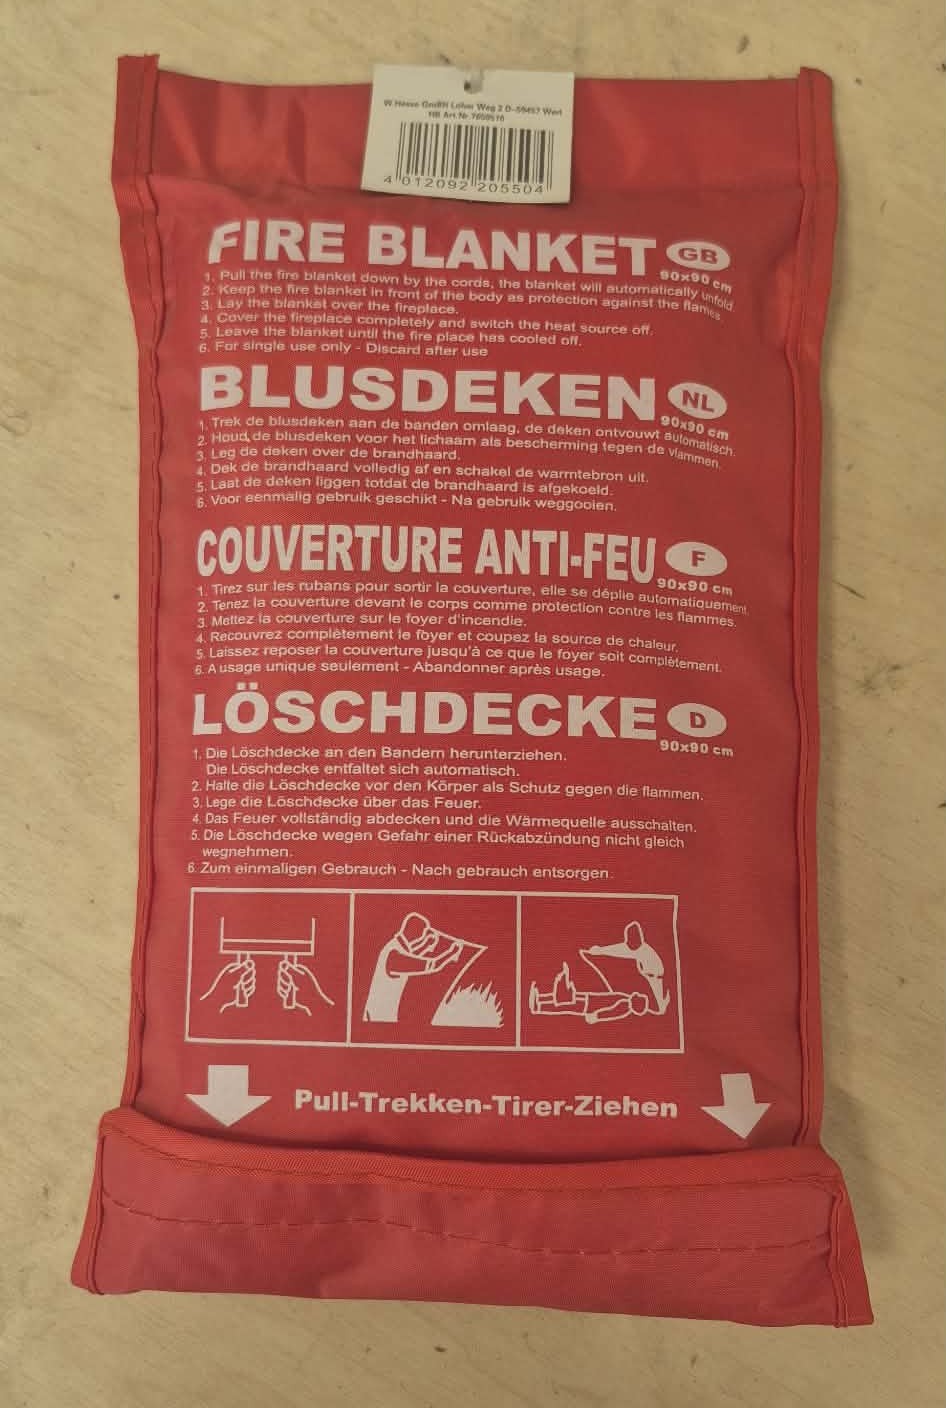 W.Hesse GmbH Loher Weg 2 D-59457 Werl
HB Art.Nr.
4 012092 205504
FIRE BLANKET GB
90x90 cm
1. Pull the fire blanket down by the cords, the blanket will automatically unfold.
2. Keep the fire blanket in front of the body as protection against the flames.
3. Lay the blanket over the fireplace.
4. Cover the fireplace completely and switch the heat source off.
5. Leave the blanket until the fire place has cooled off.
6. For single use only - Discard after use
BLUSDEKEN NL
90x90 cm
1. Trek de blusdeken aan de banden omlaag, de deken ontvouwt automatisch.
2. Houd de blusdeken voor het lichaam als bescherming tegen de vlammen.
3. Leg de deken over de brandhaard.
4. Dek de brandhaard volledig af en schakel de warmtebron uit.
5. Laat de deken liggen totdat de brandhaard is afgekoeld.
6. Voor eenmalig gebruik geschikt - Na gebruik weggooien.
COUVERTURE ANTI-FEU F
90x90 cm
1. Tirez sur les rubans pour sortir la couverture, elle se déplie automatiquement.
2. Tenez la couverture devant le corps comme protection contre les flammes.
3. Mettez la couverture sur le foyer d'incendie.
4. Recouvrez complètement le foyer et coupez la source de chaleur.
5. Laissez reposer la couverture jusqu'à ce que le foyer soit complètement.
6. A usage unique seulement - Abandonner après usage.
LÖSCHDECKE D
90x90 cm
1. Die Löschdecke an den Bandern herunterziehen.
Die Löschdecke entfaltet sich automatisch.
2. Halte die Löschdecke vor den Körper als Schutz gegen die flammen.
3. Lege die Löschdecke über das Feuer.
4. Das Feuer vollständig abdecken und die Wärmequelle ausschalten.
5. Die Löschdecke wegen Gefahr einer Rückabzündung nicht gleich
wegnehmen.
6. Zum einmaligen Gebrauch - Nach gebrauch entsorgen.
Pull-Trekken-Tirer-Ziehen